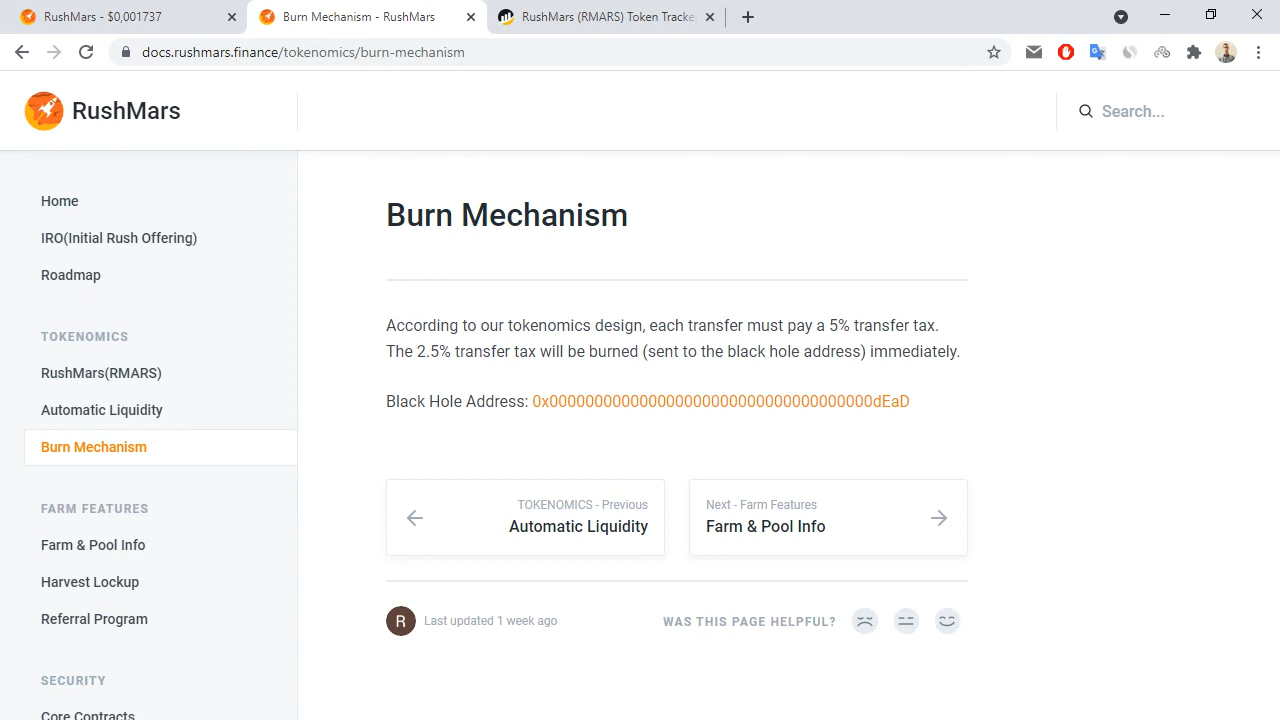 RushMars - $0,001737
Burn Mechanism - RushMars
RushMars (RMARS) Token Tracke
docs.rushmars.finance/tokenomics/burn-mechanism
RushMars
Search...
Home
IRO(Initial Rush Offering)
Roadmap
TOKENOMICS
RushMars(RMARS)
Automatic Liquidity
Burn Mechanism
FARM FEATURES
Farm & Pool Info
Harvest Lockup
Referral Program
SECURITY
Core Contracts
Burn Mechanism
According to our tokenomics design, each transfer must pay a 5% transfer tax.
The 2.5% transfer tax will be burned (sent to the black hole address) immediately.
Black Hole Address: 0x000000000000000000000000000000000000dEaD
TOKENOMICS - Previous
Automatic Liquidity
Next - Farm Features
Farm & Pool Info
R
Last updated 1 week ago
WAS THIS PAGE HELPFUL?